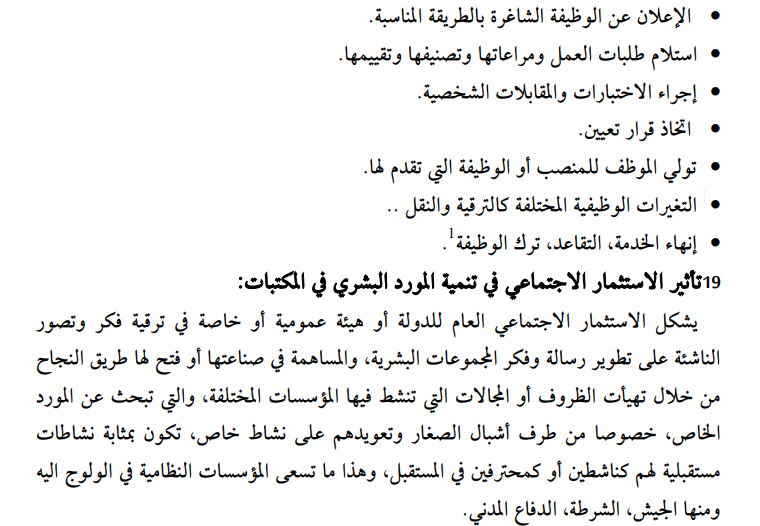 • الإعلان عن الوظيفة الشاغرة بالطريقة المناسبة.
• استلام طلبات العمل ومراعاتها وتصنيفها وتقييمها.
• إجراء الاختبارات والمقابلات الشخصية.
• اتخاذ قرار تعيين.
• تولي الموظف للمنصب أو الوظيفة التي تقدم لها.
• التغيرات الوظيفية المختلفة كالترقية والنقل ..
• إنهاء الخدمة، التقاعد، ترك الوظيفة1.
19تأثير الاستثمار الاجتماعي في تنمية المورد البشري في المكتبات:
يشكل الاستثمار الاجتماعي العام للدولة أو هيئة عمومية أو خاصة في ترقية فكر وتصور
الناشئة على تطوير رسالة وفكر المجموعات البشرية، والمساهمة في صناعتها أو فتح لها طريق النجاح
من خلال تهيأت الظروف أو المجالات التي تنشط فيها المؤسسات المختلفة، والتي تبحث عن المورد
الخاص، خصوصا من طرف أشبال الصغار وتعويدهم على نشاط خاص، تكون بمثابة نشاطات
مستقبلية لهم كناشطين أو كمحترفين في المستقبل، وهذا ما تسعى المؤسسات النظامية في الولوج اليه
ومنها الجيش، الشرطة، الدفاع المدني.